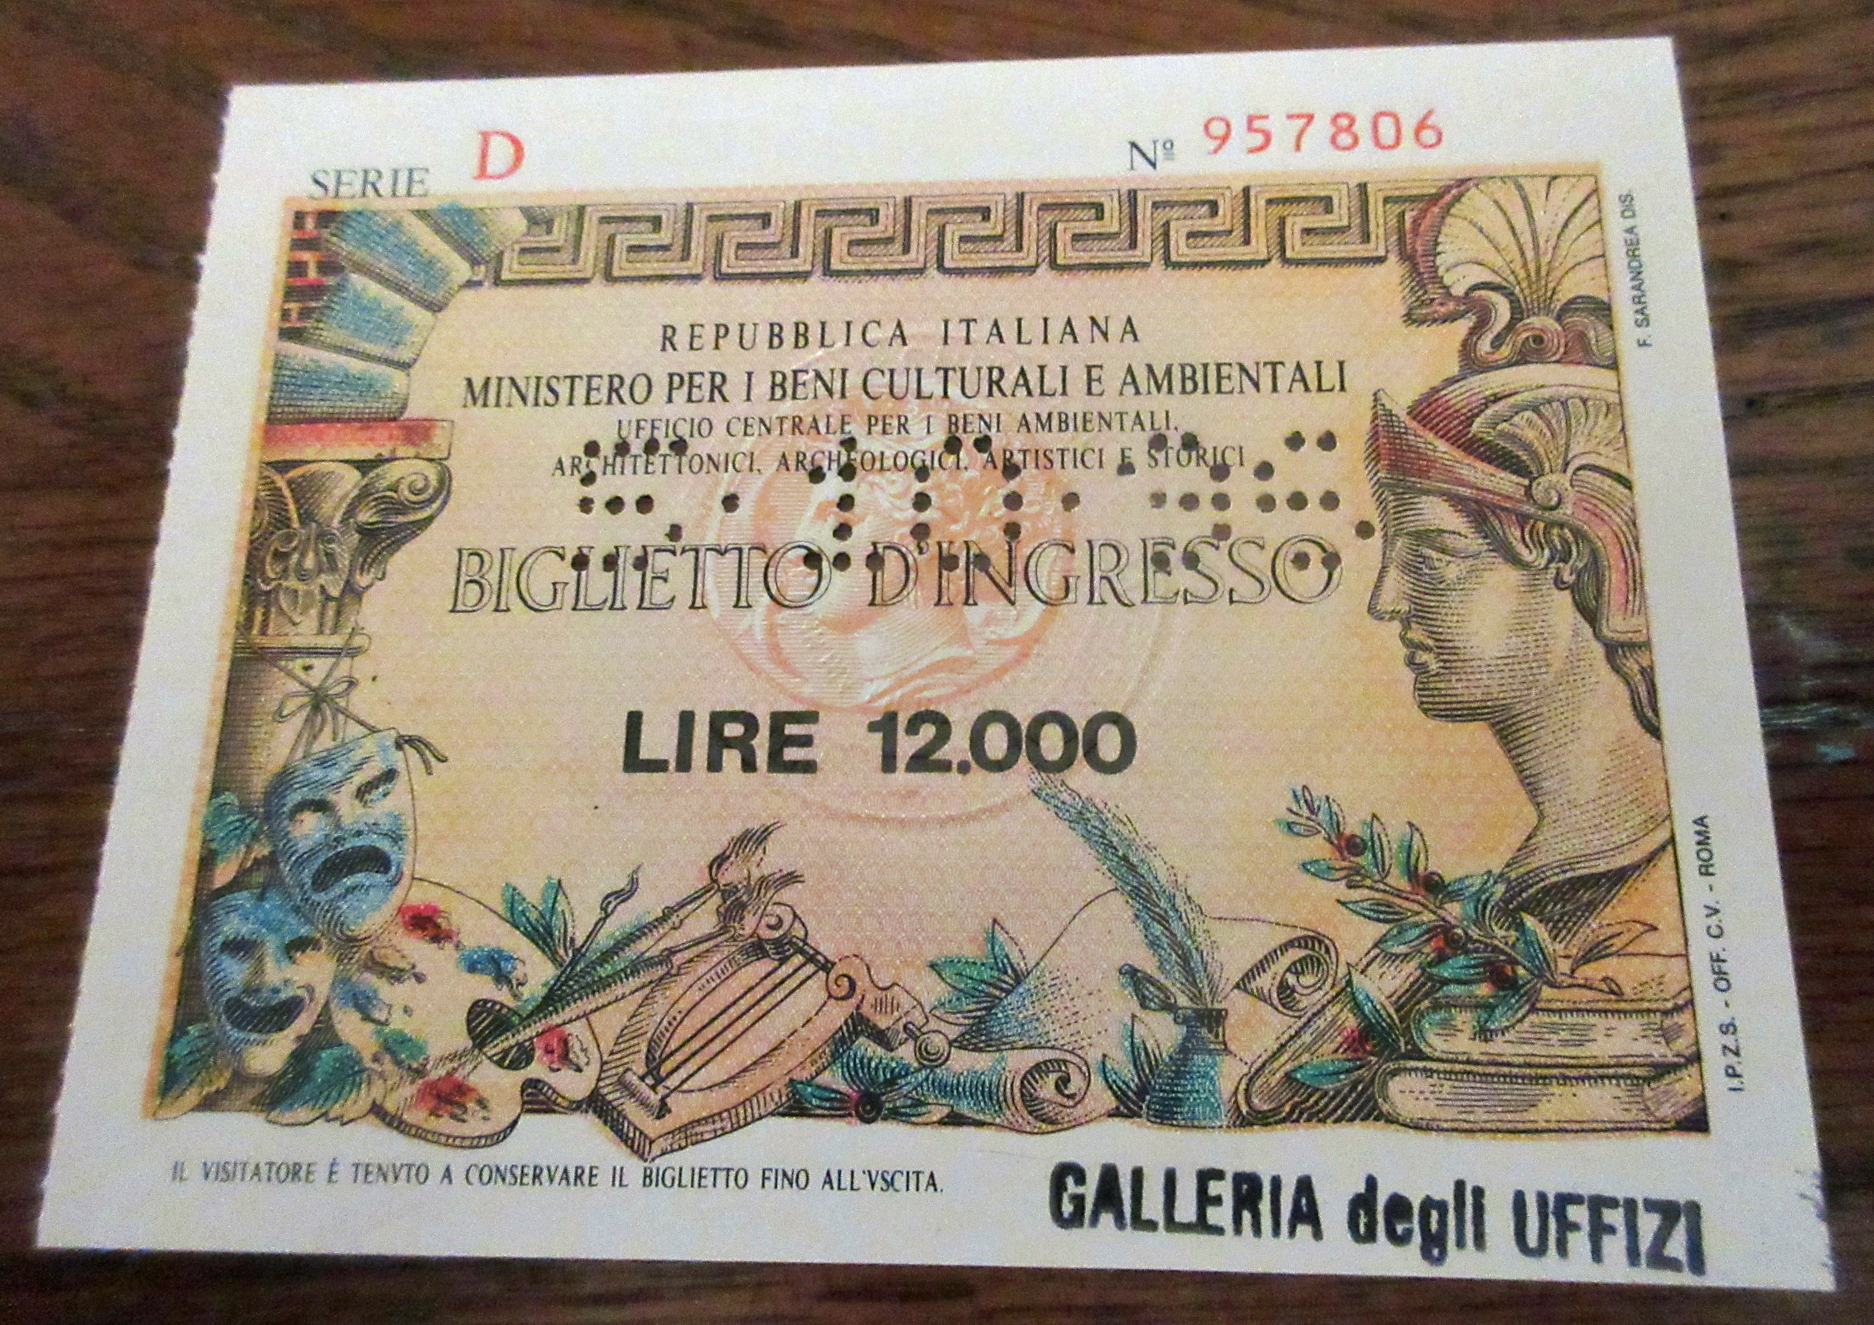 SERIE D
Nº 957806
REPUBBLICA ITALIANA
MINISTERO PER I BENI CULTURALI E AMBIENTALI
UFFICIO CENTRALE PER I BENI AMBIENTALI,
ARCHITETTONICI, ARCHEOLOGICI, ARTISTICI E STORICI
BIGLIETTO D'INGRESSO
LIRE 12.000
F. SARANDREA DIS.
I.P.Z.S. - OFF. C.V. - ROMA
IL VISITATORE È TENVTO A CONSERVARE IL BIGLIETTO FINO ALL'VSCITA.
GALLERIA degli UFFIZI